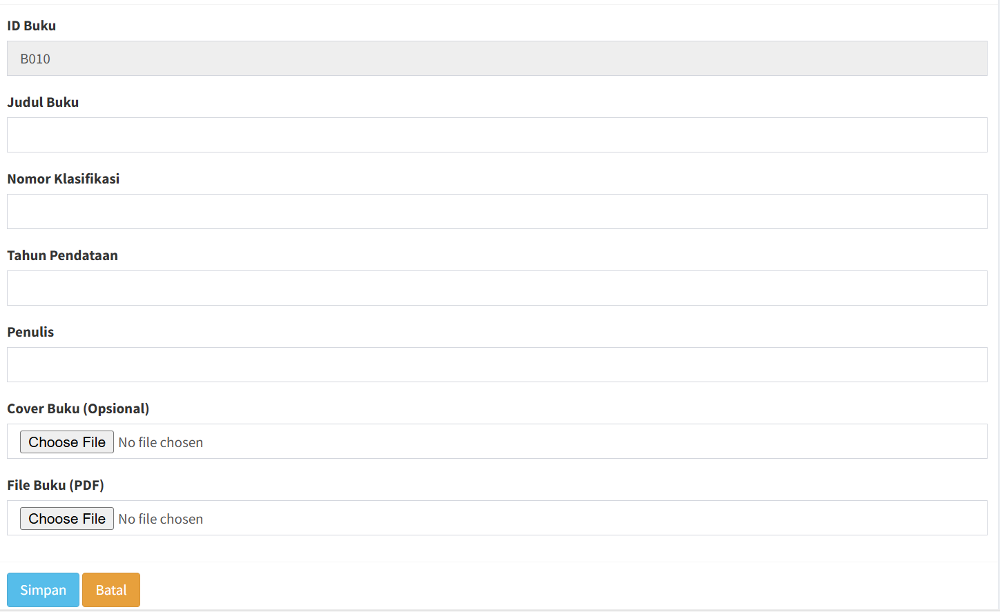 ID Buku
B010
Judul Buku
Nomor Klasifikasi
Tahun Pendataan
Penulis
Cover Buku (Opsional)
Choose File No file chosen
File Buku (PDF)
Choose File No file chosen
Simpan Batal